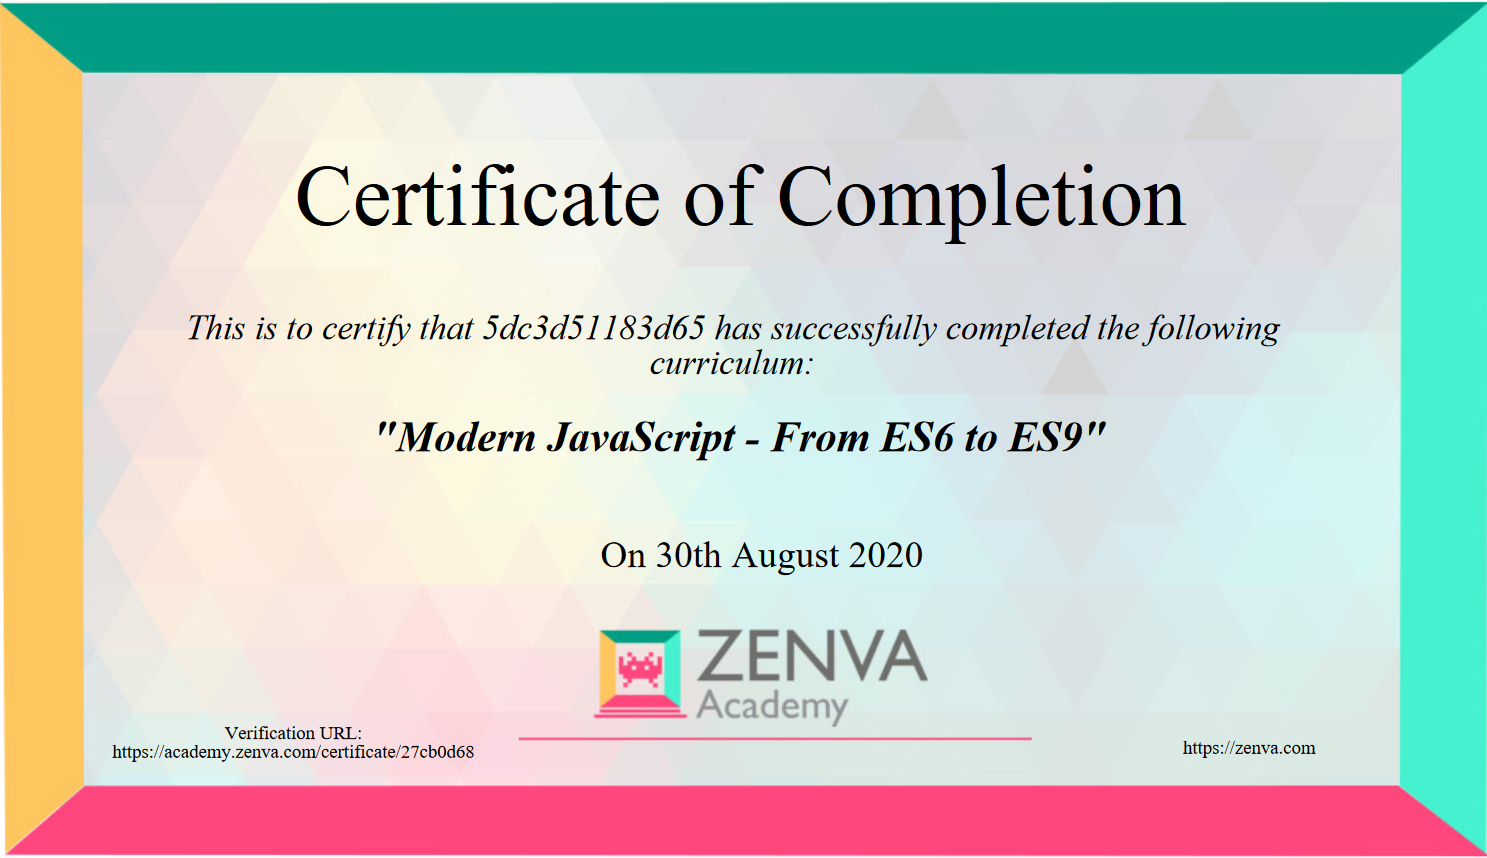 Certificate of Completion
This is to certify that 5dc3d51183d65 has successfully completed the following
curriculum:
"Modern JavaScript - From ES6 to ES9"
On 30th August 2020
ZENVA
Academy
Verification URL:
https://academy.zenva.com/certificate/27cb0d68
https://zenva.com